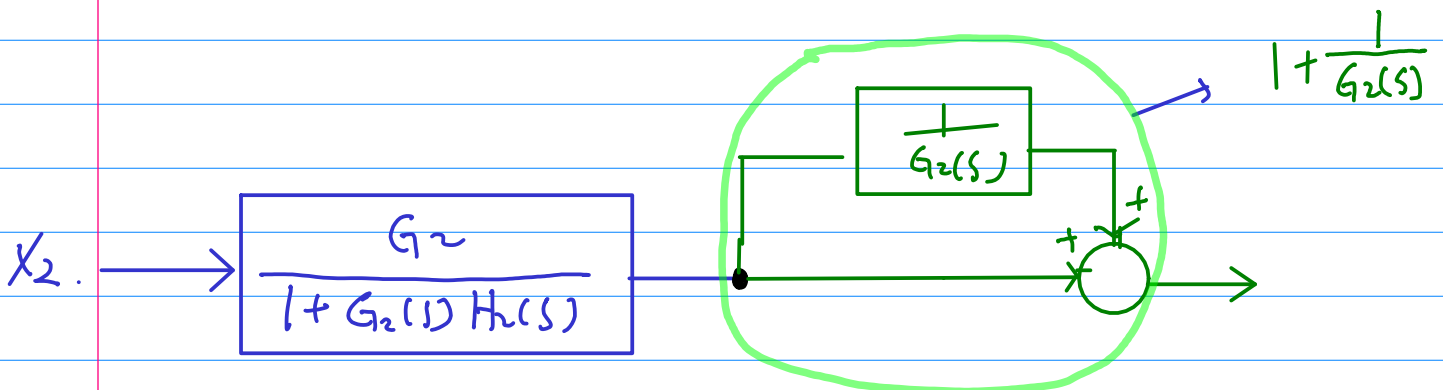 X₂.
G₂
1 + G₂(s) H₂(s)
1
G₂(s)
+
+
1 + 1/G₂(s)